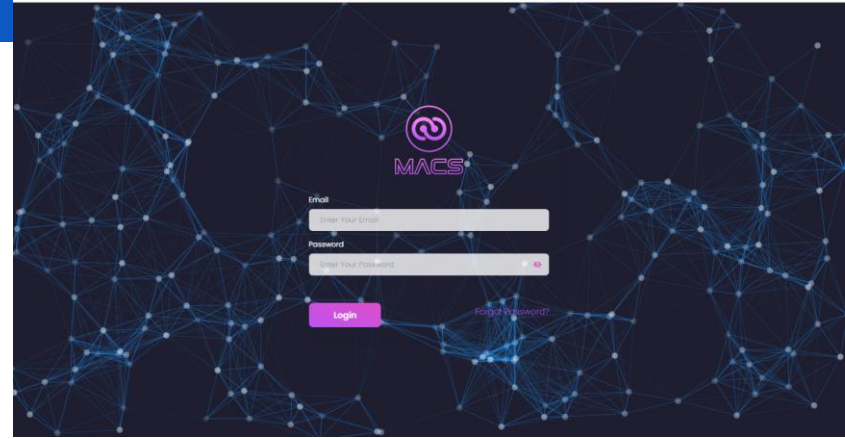 MACS
Email
Enter Your Email
Password
Enter Your Password
Login
Forgot Password?